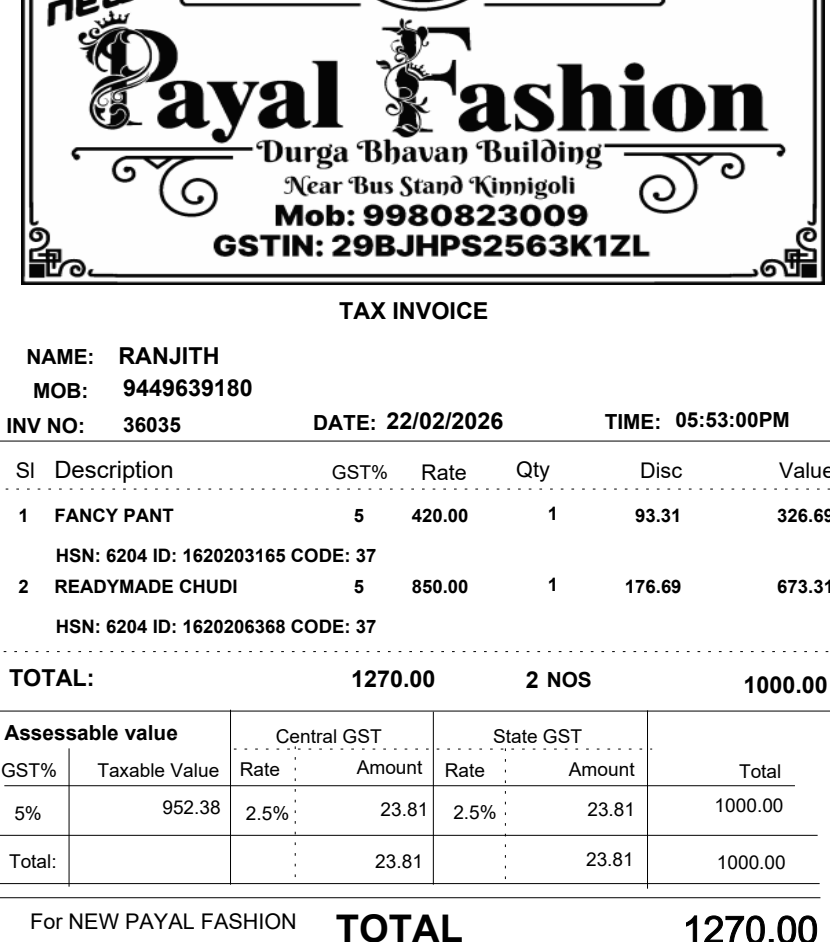 new
Payal Fashion
Durga Bhavan Building
Near Bus Stand Kinnigoli
Mob: 9980823009
GSTIN: 29BJHPS2563K1ZL
TAX INVOICE
NAME: RANJITH
MOB: 9449639180
INV NO: 36035 DATE: 22/02/2026 TIME: 05:53:00PM
Sl Description GST% Rate Qty Disc Value
1 FANCY PANT 5 420.00 1 93.31 326.69
HSN: 6204 ID: 1620203165 CODE: 37
2 READYMADE CHUDI 5 850.00 1 176.69 673.31
HSN: 6204 ID: 1620206368 CODE: 37
TOTAL: 1270.00 2 NOS 1000.00
Assessable value Central GST State GST
GST% Taxable Value Rate Amount Rate Amount Total
5% 952.38 2.5% 23.81 2.5% 23.81 1000.00
Total: 23.81 23.81 1000.00
For NEW PAYAL FASHION TOTAL 1270.00